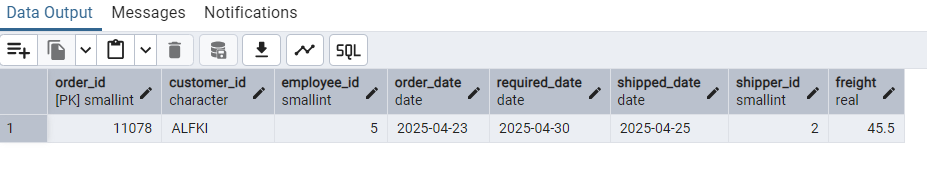 Data Output Messages Notifications
SQL
order_id customer_id employee_id order_date required_date shipped_date shipper_id freight
[PK] smallint character smallint date date date smallint real
1 11078 ALFKI 5 2025-04-23 2025-04-30 2025-04-25 2 45.5